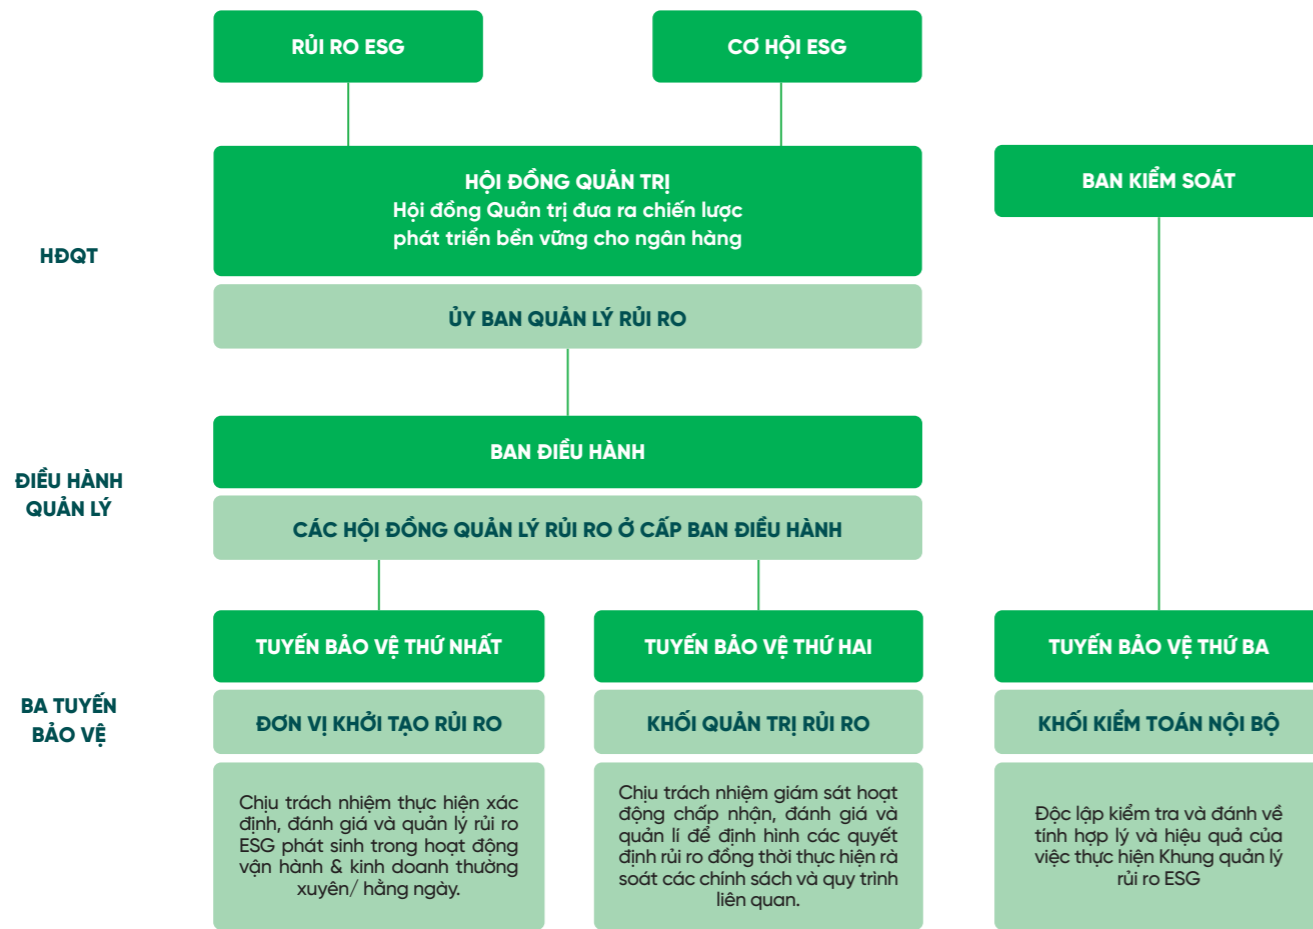 RỦI RO ESG
CƠ HỘI ESG
HĐQT
HỘI ĐỒNG QUẢN TRỊ
Hội đồng Quản trị đưa ra chiến lược
phát triển bền vững cho ngân hàng
ỦY BAN QUẢN LÝ RỦI RO
BAN KIỂM SOÁT
ĐIỀU HÀNH
QUẢN LÝ
BAN ĐIỀU HÀNH
CÁC HỘI ĐỒNG QUẢN LÝ RỦI RO Ở CẤP BAN ĐIỀU HÀNH
BA TUYẾN
BẢO VỆ
TUYẾN BẢO VỆ THỨ NHẤT
ĐƠN VỊ KHỞI TẠO RỦI RO
Chịu trách nhiệm thực hiện xác
định, đánh giá và quản lý rủi ro
ESG phát sinh trong hoạt động
vận hành & kinh doanh thường
xuyên/ hằng ngày.
TUYẾN BẢO VỆ THỨ HAI
KHỐI QUẢN TRỊ RỦI RO
Chịu trách nhiệm giám sát hoạt
động chấp nhận, đánh giá và
quản lí để định hình các quyết
định rủi ro đồng thời thực hiện rà
soát các chính sách và quy trình
liên quan.
TUYẾN BẢO VỆ THỨ BA
KHỐI KIỂM TOÁN NỘI BỘ
Độc lập kiểm tra và đánh về
tính hợp lý và hiệu quả của
việc thực hiện Khung quản lý
rủi ro ESG